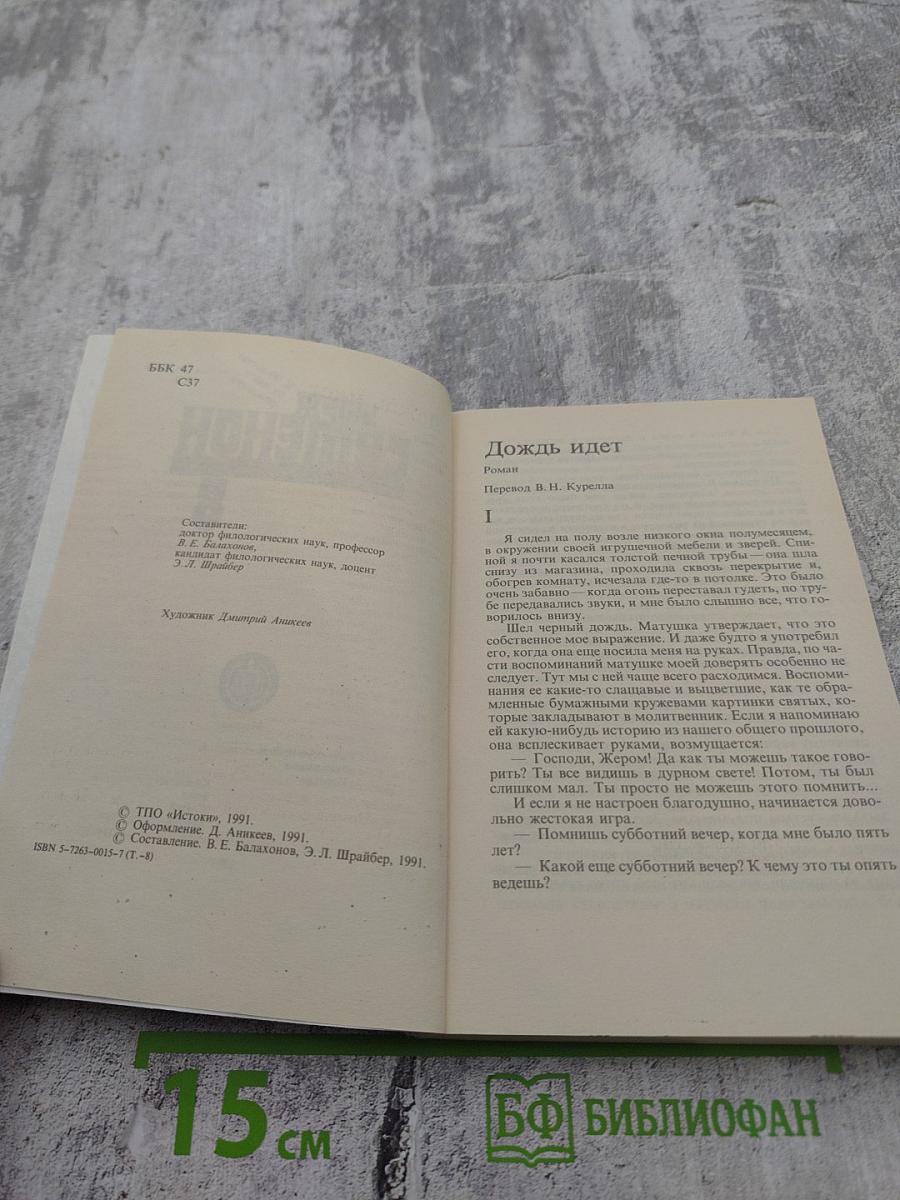 ББК 47
С37
Составители:
доктор филологических наук, профессор
В. Е. Балахонов,
кандидат филологических наук, доцент
Э. Л. Шрайбер
Художник Дмитрий Аникеев
© ТПО «Истоки», 1991.
© Оформление. Д. Аникеев, 1991.
© Составление. В. Е. Балахонов, Э. Л. Шрайбер, 1991.
ISBN 5-7263-0015-7 (Т.-8)
Дождь идет
Роман
Перевод В. Н. Курелла
I
Я сидел на полу возле низкого окна полумесяцем,
в окружении своей игрушечной мебели и зверей. Спи-
ной я почти касался толстой печной трубы — она шла
снизу из магазина, проходила сквозь перекрытие и,
обогрев комнату, исчезала где-то в потолке. Это было
очень забавно — когда огонь переставал гудеть, по тру-
бе передавались звуки, и мне было слышно все, что го-
ворилось внизу.
Шел черный дождь. Матушка утверждает, что это
собственное мое выражение. И даже будто я употребил
его, когда она еще носила меня на руках. Правда, по ча-
сти воспоминаний матушке моей доверять особенно не
следует. Тут мы с ней чаще всего расходимся. Воспоми-
нания ее какие-то слащавые и выцветшие, как те обра-
мленные бумажными кружевами картинки святых, ко-
торые закладывают в молитвенник. Если я напоминаю
ей какую-нибудь историю из нашего общего прошлого,
она всплескивает руками, возмущается:
— Господи, Жером! Да как ты можешь такое гово-
рить? Ты все видишь в дурном свете! Потом, ты был
слишком мал. Ты просто не можешь этого помнить...
И если я не настроен благодушно, начинается доволь-
но жестокая игра.
— Помнишь субботний вечер, когда мне было пять
лет?
— Какой еще субботний вечер? К чему это ты опять
ведешь?
15 см
БФ БИБЛИОФАН